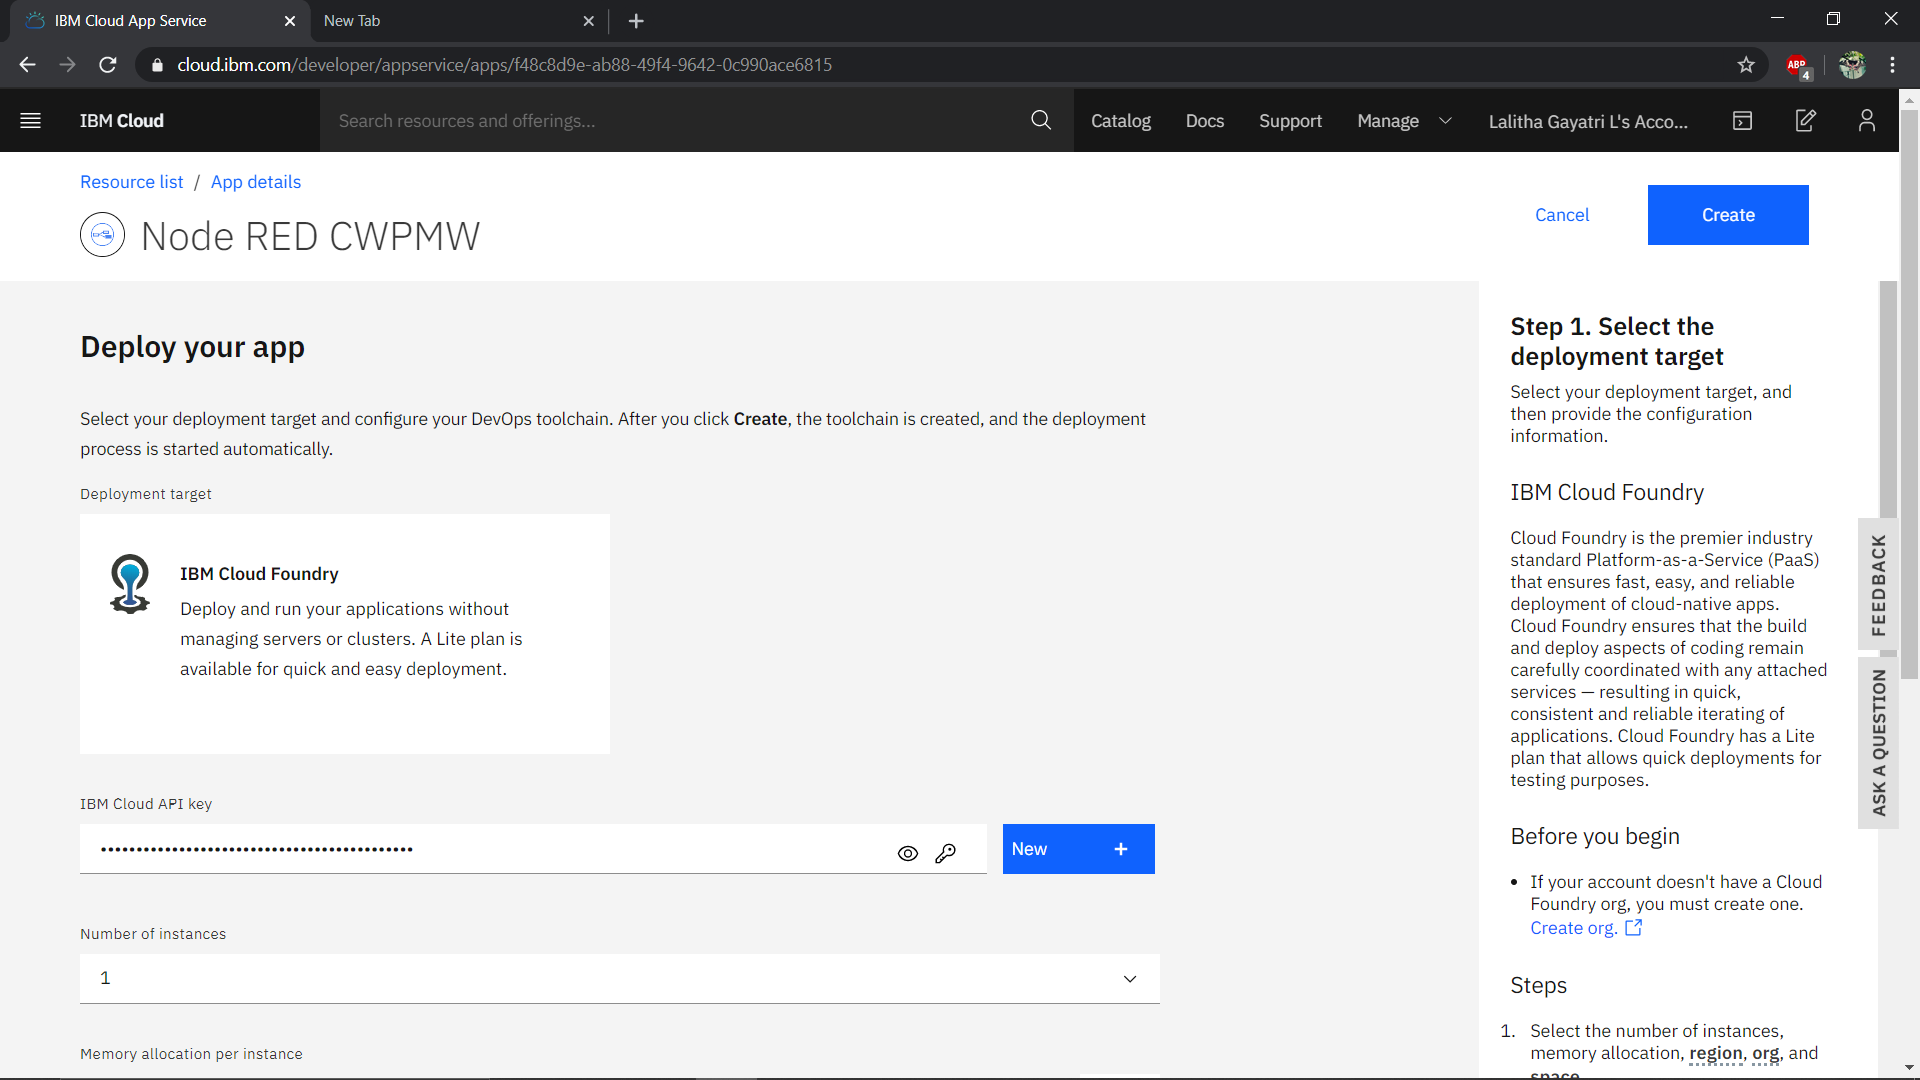 IBM Cloud App Service
New Tab
cloud.ibm.com/developer/appservice/apps/f48c8d9e-ab88-49f4-9642-0c990ace6815
ABP
4
IBM Cloud
Search resources and offerings...
Catalog
Docs
Support
Manage
Lalitha Gayatri L's Acco...
Resource list / App details
Node RED CWPMW
Cancel
Create
Deploy your app
Select your deployment target and configure your DevOps toolchain. After you click Create, the toolchain is created, and the deployment
process is started automatically.
Deployment target
IBM Cloud Foundry
Deploy and run your applications without
managing servers or clusters. A Lite plan is
available for quick and easy deployment.
IBM Cloud API key
••••••••••••••••••••••••••••••••••••••••••••
New +
Number of instances
1
Memory allocation per instance
Step 1. Select the
deployment target
Select your deployment target, and
then provide the configuration
information.
IBM Cloud Foundry
Cloud Foundry is the premier industry
standard Platform-as-a-Service (PaaS)
that ensures fast, easy, and reliable
deployment of cloud-native apps.
Cloud Foundry ensures that the build
and deploy aspects of coding remain
carefully coordinated with any attached
services — resulting in quick,
consistent and reliable iterating of
applications. Cloud Foundry has a Lite
plan that allows quick deployments for
testing purposes.
Before you begin
• If your account doesn't have a Cloud
Foundry org, you must create one.
Create org.
Steps
1. Select the number of instances,
memory allocation, region, org, and
space
FEEDBACK
ASK A QUESTION